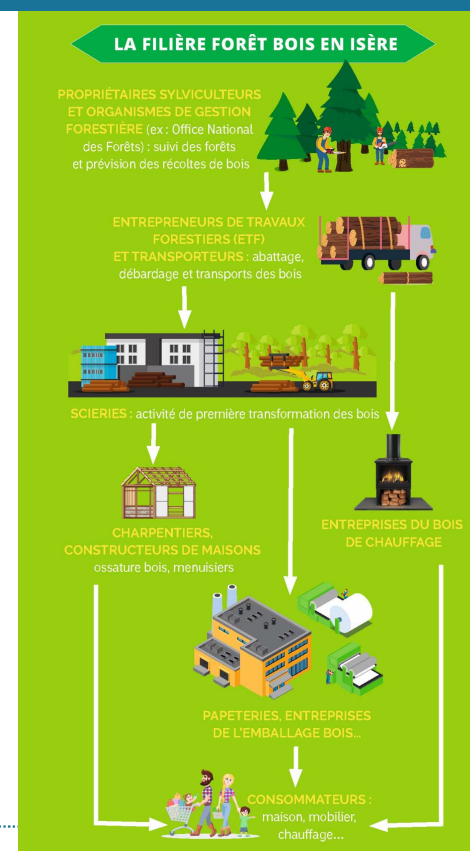 LA FILIÈRE FORÊT BOIS EN ISÈRE
PROPRIÉTAIRES SYLVICULTEURS
ET ORGANISMES DE GESTION
FORESTIÈRE (ex : Office National
des Forêts) : suivi des forêts
et prévision des récoltes de bois
ENTREPRENEURS DE TRAVAUX
FORESTIERS (ETF)
ET TRANSPORTEURS : abattage,
débardage et transports des bois
SCIERIES : activité de première transformation des bois
CHARPENTIERS,
CONSTRUCTEURS DE MAISONS
ossature bois, menuisiers
ENTREPRISES DU BOIS
DE CHAUFFAGE
PAPETERIES, ENTREPRISES
DE L'EMBALLAGE BOIS...
CONSOMMATEURS :
maison, mobilier,
chauffage...